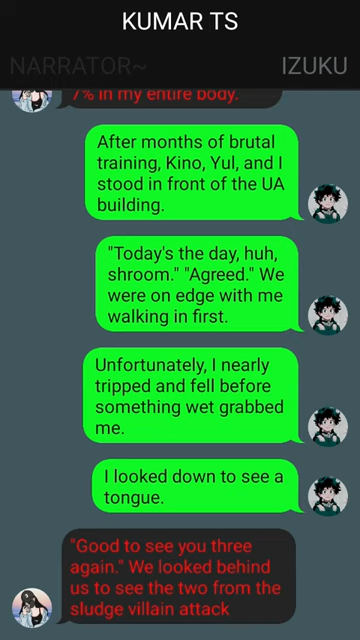 KUMAR TS
NARRATOR~
IZUKU
7% in my entire body.
After months of brutal
training, Kino, Yul, and I
stood in front of the UA
building.
"Today's the day, huh,
shroom." "Agreed." We
were on edge with me
walking in first.
Unfortunately, I nearly
tripped and fell before
something wet grabbed
me.
I looked down to see a
tongue.
"Good to see you three
again." We looked behind
us to see the two from the
sludge villain attack